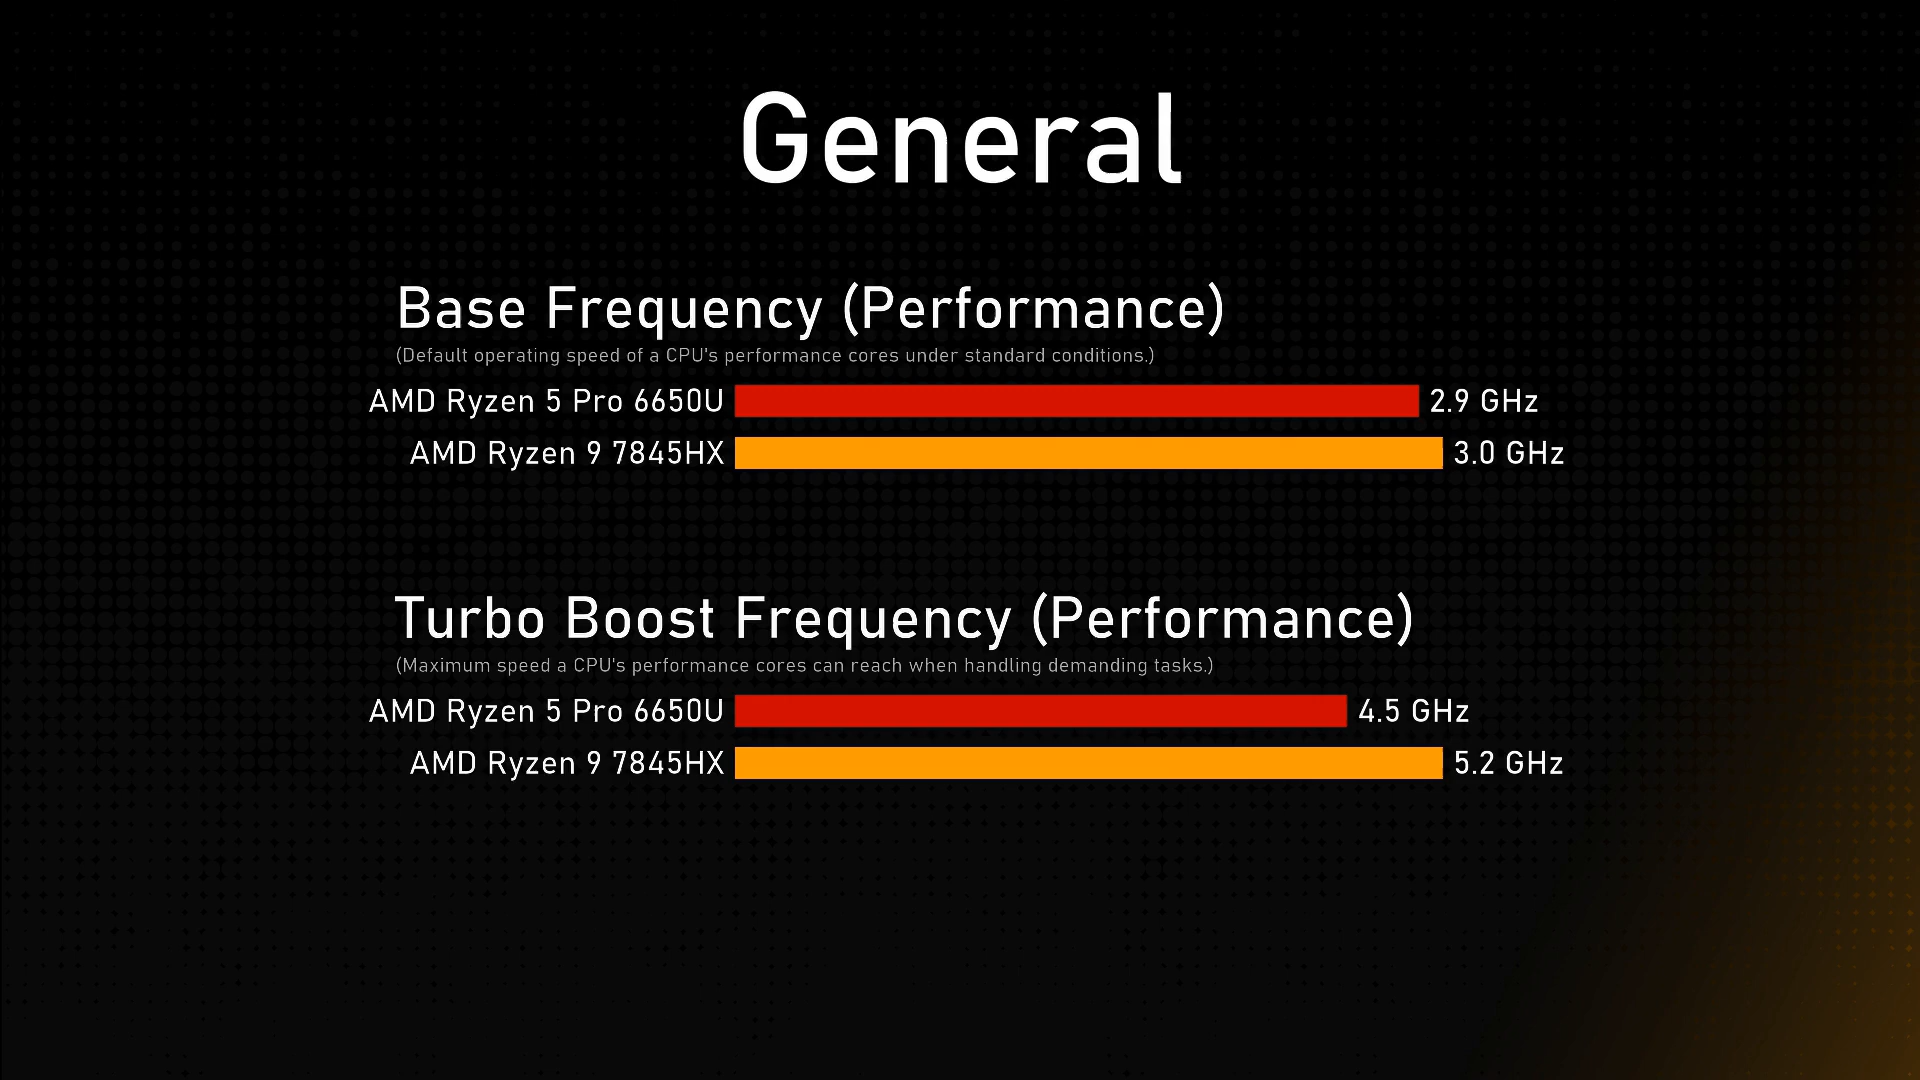 General
Base Frequency (Performance)
(Default operating speed of a CPU's performance cores under standard conditions.)
AMD Ryzen 5 Pro 6650U 2.9 GHz
AMD Ryzen 9 7845HX 3.0 GHz
Turbo Boost Frequency (Performance)
(Maximum speed a CPU's performance cores can reach when handling demanding tasks.)
AMD Ryzen 5 Pro 6650U 4.5 GHz
AMD Ryzen 9 7845HX 5.2 GHz